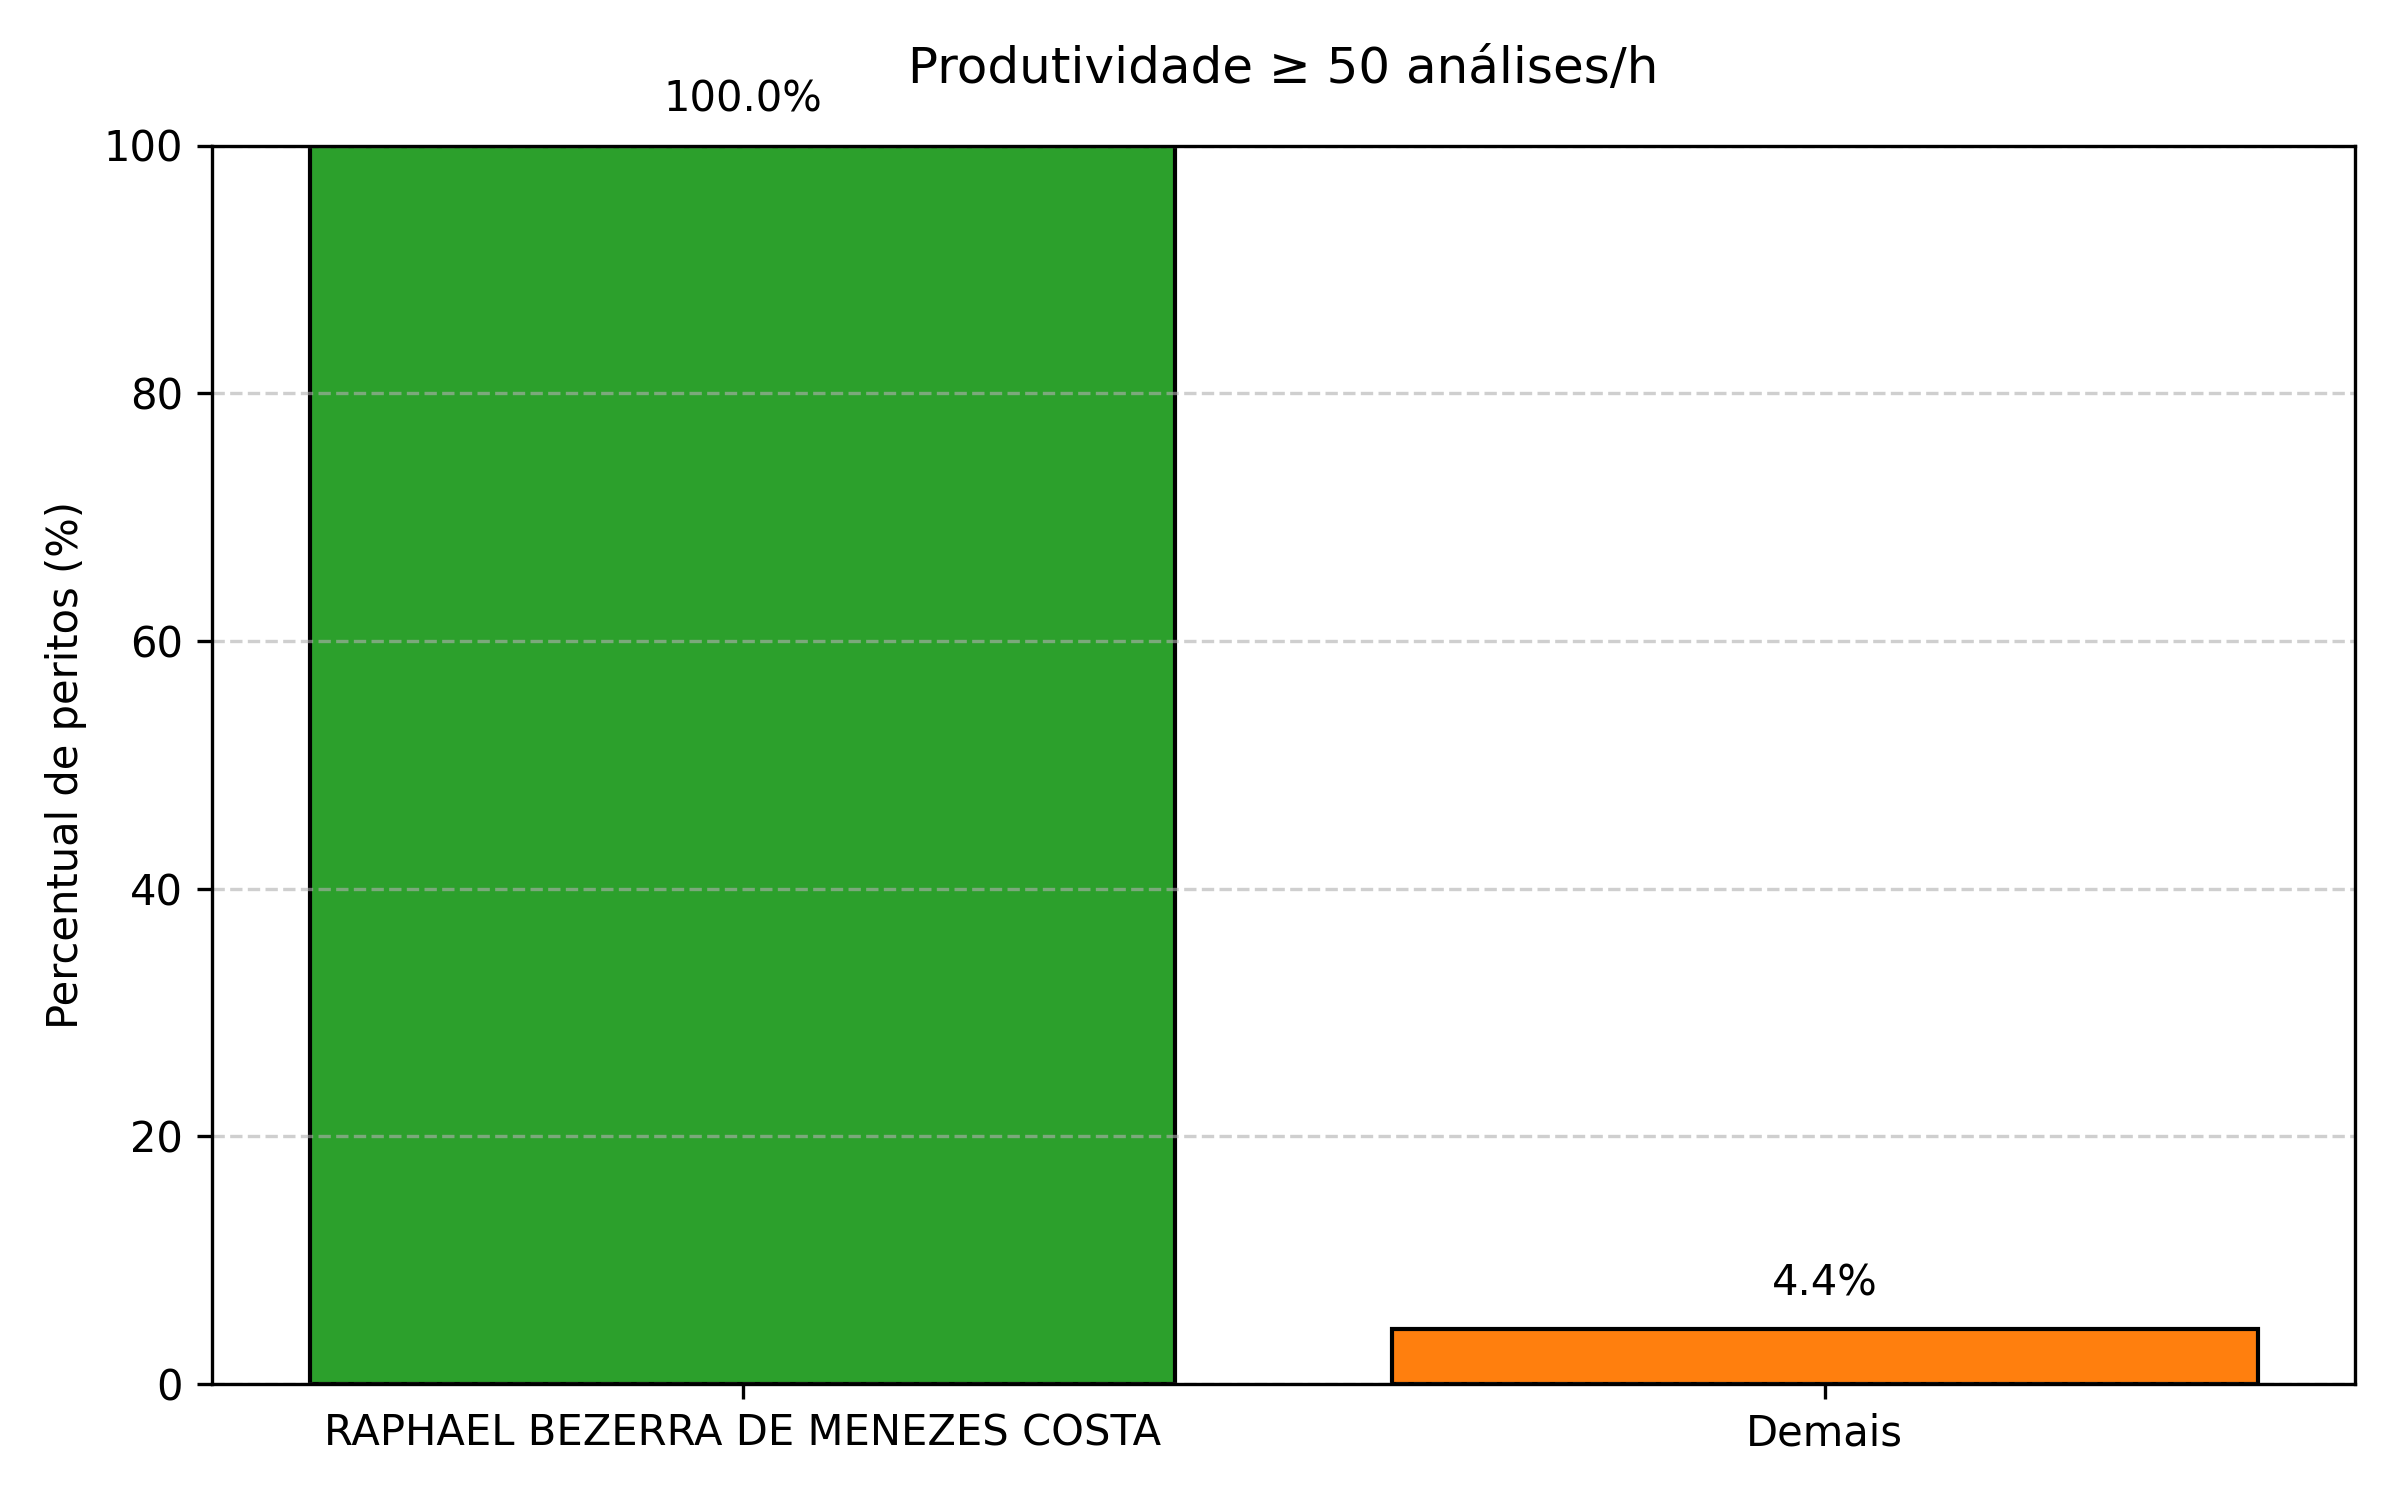 Produtividade ≥ 50 análises/h
100.0%
100
80
60
40
20
0
Percentual de peritos (%)
4.4%
RAPHAEL BEZERRA DE MENEZES COSTA
Demais